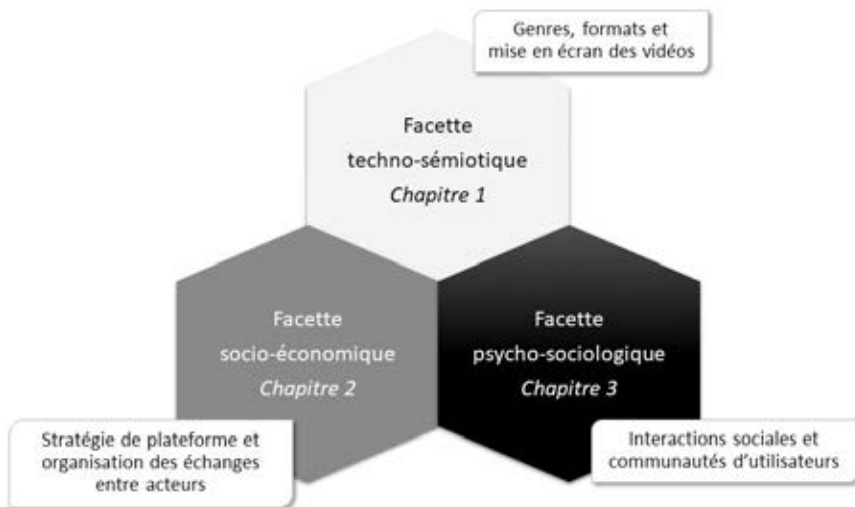 Genres, formats et
mise en écran des vidéos
Facette
techno-sémiotique
Chapitre 1
Facette
socio-économique
Chapitre 2
Facette
psycho-sociologique
Chapitre 3
Stratégie de plateforme et
organisation des échanges
entre acteurs
Interactions sociales et
communautés d'utilisateurs